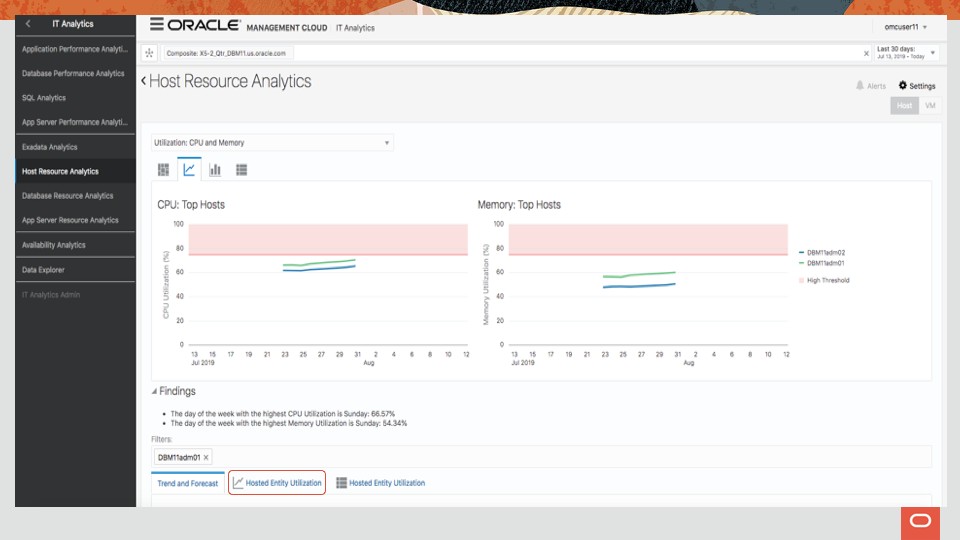 IT Analytics
Application Performance Analyti...
Database Performance Analytics
SQL Analytics
App Server Performance Analyti...
Exadata Analytics
Host Resource Analytics
Database Resource Analytics
App Server Resource Analytics
Availability Analytics
Data Explorer
IT Analytics Admin
ORACLE MANAGEMENT CLOUD IT Analytics
omcuser11
Composite: X5-2_Qtr_DBM11.us.oracle.com
Last 30 days:
Jul 13, 2019 - Today
Host Resource Analytics
Alerts
Settings
Host VM
Utilization: CPU and Memory
CPU: Top Hosts
CPU Utilization (%)
100
80
60
40
20
0
13 15 17 19 21 23 25 27 29 31 2 4 6 8 10 12
Jul 2019 Aug
Memory: Top Hosts
Memory Utilization (%)
100
80
60
40
20
0
13 15 17 19 21 23 25 27 29 31 2 4 6 8 10 12
Jul 2019 Aug
DBM11adm02
DBM11adm01
High Threshold
Findings
• The day of the week with the highest CPU Utilization is Sunday: 66.57%
• The day of the week with the highest Memory Utilization is Sunday: 54.34%
Filters:
DBM11adm01 ×
Trend and Forecast Hosted Entity Utilization Hosted Entity Utilization